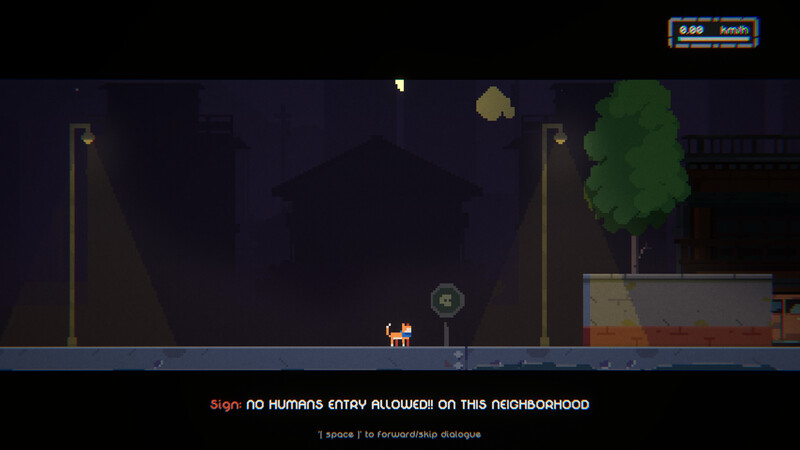 0.00 km/h
Sign: NO HUMANS ENTRY ALLOWED!! ON THIS NEIGHBORHOOD
'[ space ]' to forward/skip dialogue